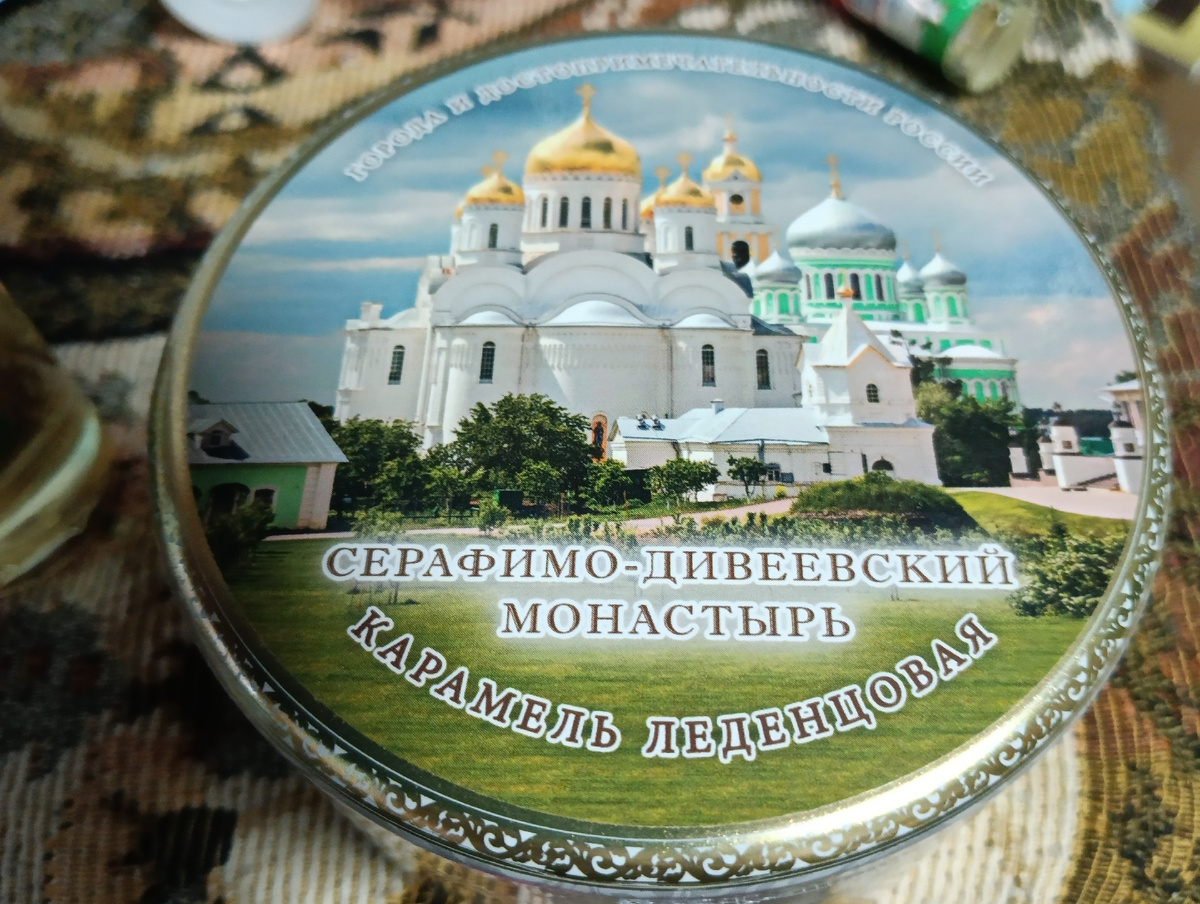 ГОРОДА И ДОСТОПРИМЕЧАТЕЛЬНОСТИ РОССИИ
СЕРАФИМО-ДИВЕЕВСКИЙ
МОНАСТЫРЬ
КАРАМЕЛЬ ЛЕДЕНЦОВАЯ